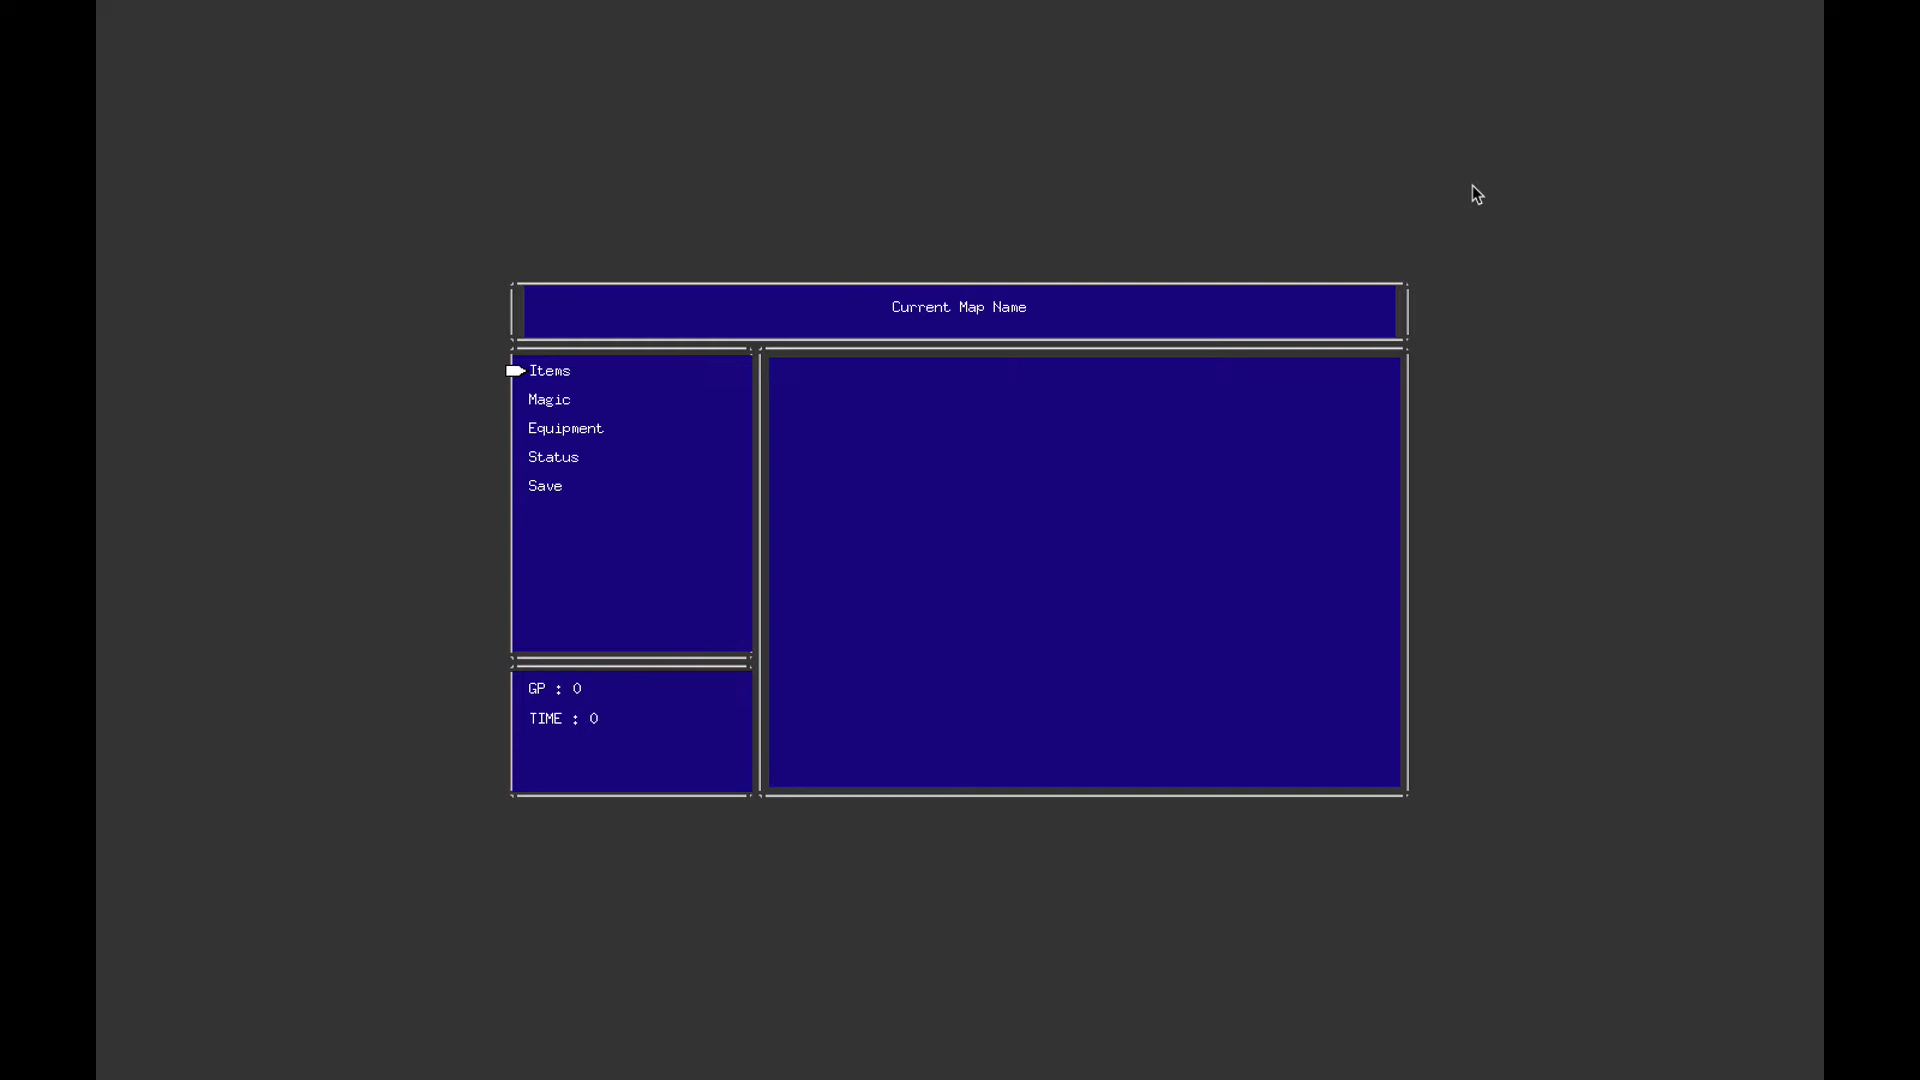 Current Map Name
Items
Magic
Equipment
Status
Save
GP : 0
TIME : 0